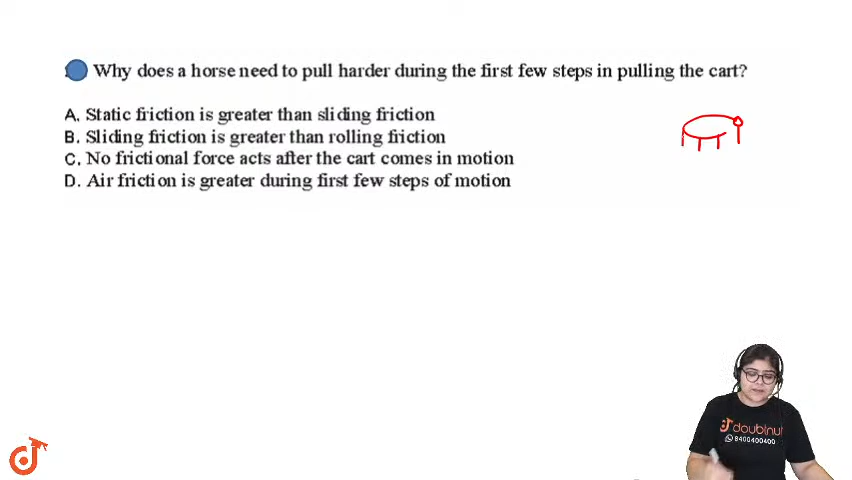 Why does a horse need to pull harder during the first few steps in pulling the cart?
A. Static friction is greater than sliding friction
B. Sliding friction is greater than rolling friction
C. No frictional force acts after the cart comes in motion
D. Air friction is greater during first few steps of motion
doubtnut
8400400400